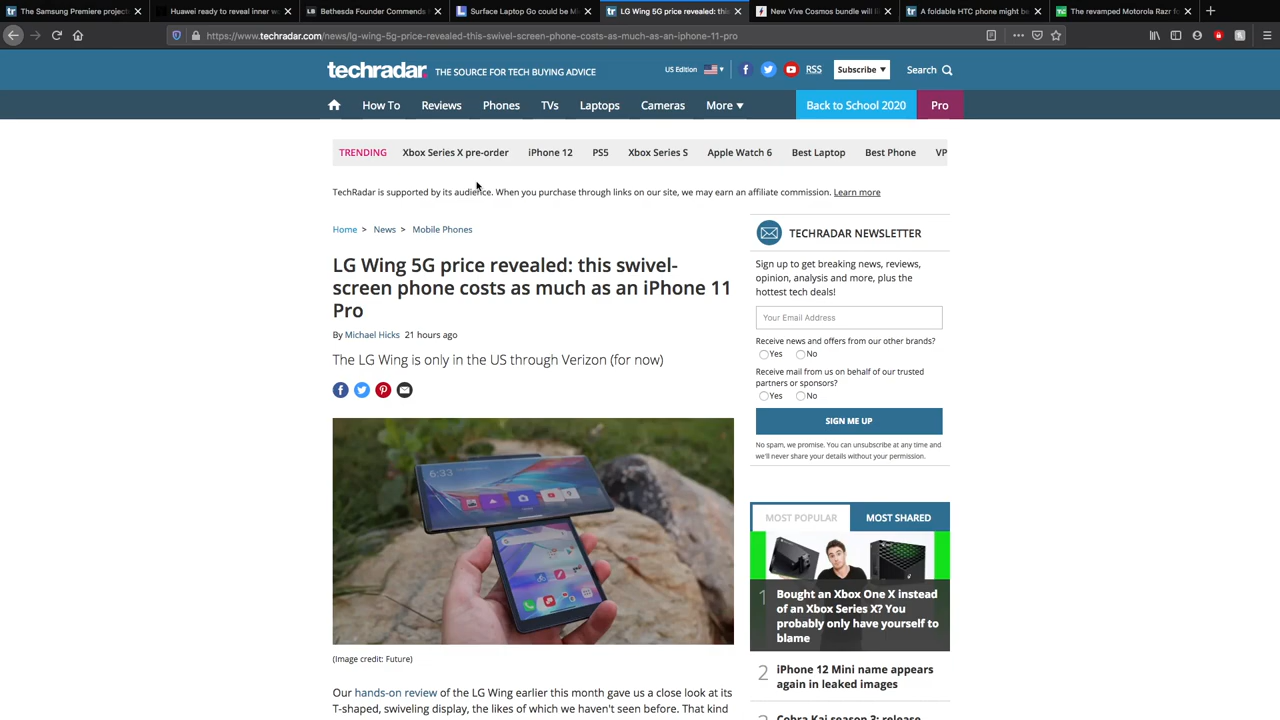 The Samsung Premiere project
Huawei ready to reveal inner w
Bethesda Founder Commends
Surface Laptop Go could be Mi
LG Wing 5G price revealed: this
New Vive Cosmos bundle will
A foldable HTC phone might be
The revamped Motorola Razr fo
https://www.techradar.com/news/lg-wing-5g-price-revealed-this-swivel-screen-phone-costs-as-much-as-an-iphone-11-pro
techradar. THE SOURCE FOR TECH BUYING ADVICE
US Edition
RSS
Subscribe
Search
How To
Reviews
Phones
TVs
Laptops
Cameras
More
Back to School 2020
Pro
TRENDING
Xbox Series X pre-order
iPhone 12
PS5
Xbox Series S
Apple Watch 6
Best Laptop
Best Phone
VP
TechRadar is supported by its audience. When you purchase through links on our site, we may earn an affiliate commission. Learn more
Home > News > Mobile Phones
LG Wing 5G price revealed: this swivel-
screen phone costs as much as an iPhone 11
Pro
By Michael Hicks 21 hours ago
The LG Wing is only in the US through Verizon (for now)
6:33
(Image credit: Future)
Our hands-on review of the LG Wing earlier this month gave us a close look at its
T-shaped, swiveling display, the likes of which we haven't seen before. That kind
TECHRADAR NEWSLETTER
Sign up to get breaking news, reviews,
opinion, analysis and more, plus the
hottest tech deals!
Your Email Address
Receive news and offers from our other brands?
Yes No
Receive mail from us on behalf of our trusted
partners or sponsors?
Yes No
SIGN ME UP
No spam, we promise. You can unsubscribe at any time and
we'll never share your details without your permission.
MOST POPULAR
MOST SHARED
1
Bought an Xbox One X instead
of an Xbox Series X? You
probably only have yourself to
blame
2
iPhone 12 Mini name appears
again in leaked images
Cobra Kai season 3: release